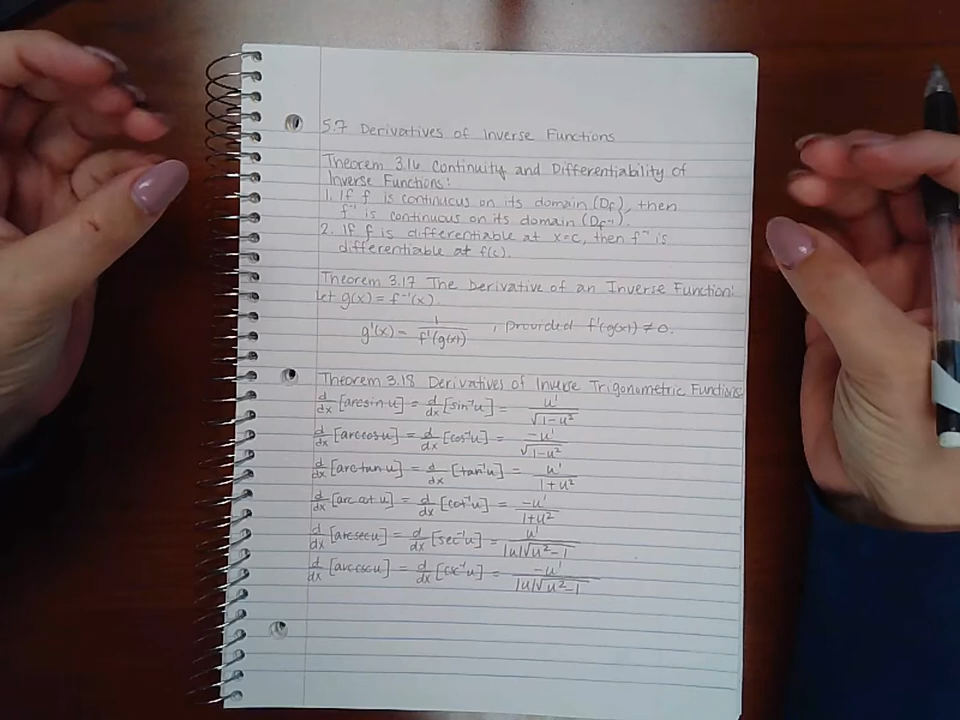 5.7 Derivatives of Inverse Functions
Theorem 3.16 Continuity and Differentiability of
Inverse Functions:
1. If f is continuous on its domain (Df), then
f⁻¹ is continuous on its domain (Df⁻¹).
2. If f is differentiable at x=c, then f⁻¹ is
differentiable at f(c).
Theorem 3.17 The Derivative of an Inverse Function:
Let g(x) = f⁻¹(x).
g'(x) = 1/f'(g(x)) , provided f'(g(x)) ≠ 0.
Theorem 3.18 Derivatives of Inverse Trigonometric Functions:
d/dx [arcsin u] = d/dx [sin⁻¹u] = u'/√(1-u²)
d/dx [arccos u] = d/dx [cos⁻¹u] = -u'/√(1-u²)
d/dx [arctan u] = d/dx [tan⁻¹u] = u'/(1+u²)
d/dx [arccot u] = d/dx [cot⁻¹u] = -u'/(1+u²)
d/dx [arcsec u] = d/dx [sec⁻¹u] = u'/(|u|√(u²-1))
d/dx [arccsc u] = d/dx [csc⁻¹u] = -u'/(|u|√(u²-1))